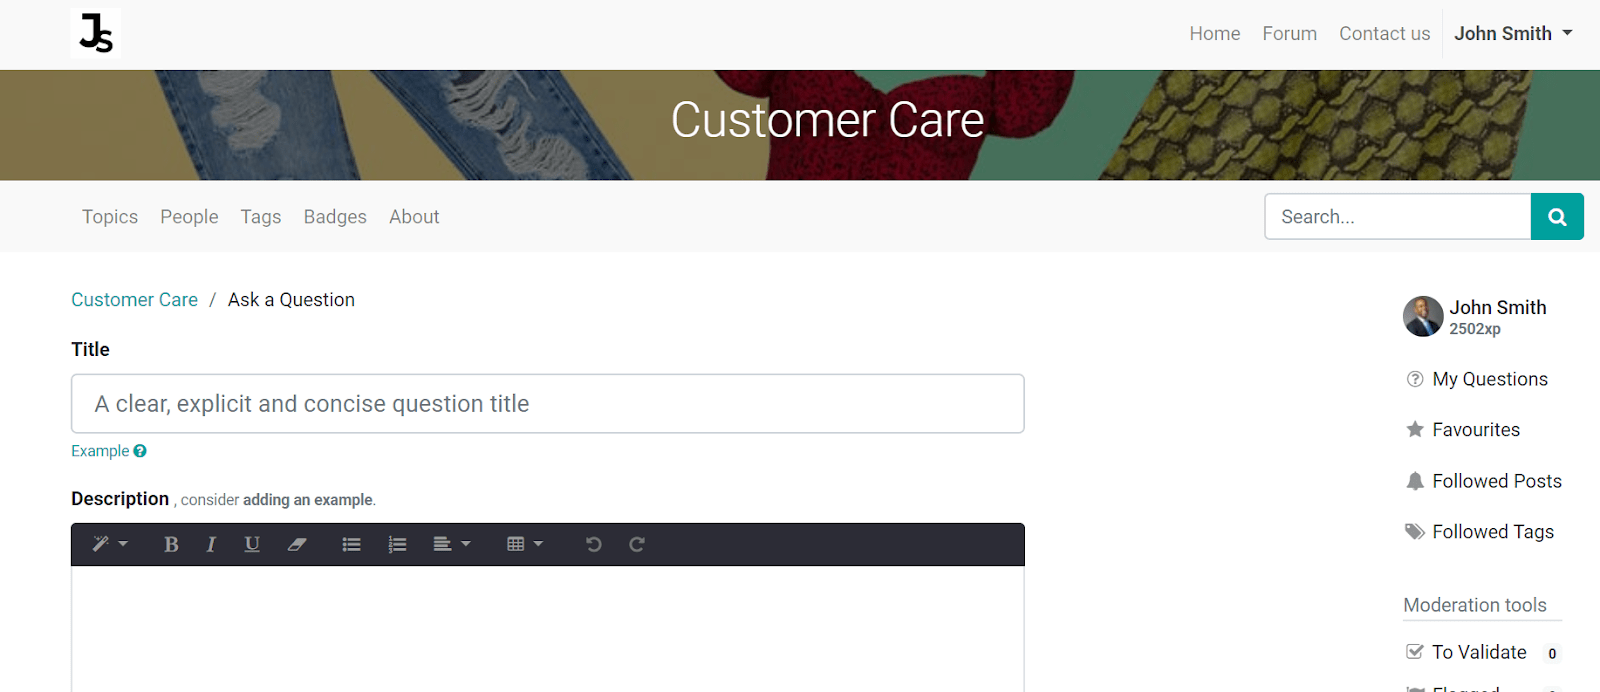 JS
Home Forum Contact us John Smith
Customer Care
Topics People Tags Badges About
Search...
Customer Care / Ask a Question
Title
A clear, explicit and concise question title
Example
Description , consider adding an example.
B I U
John Smith
2502xp
My Questions
Favourites
Followed Posts
Followed Tags
Moderation tools
To Validate 0